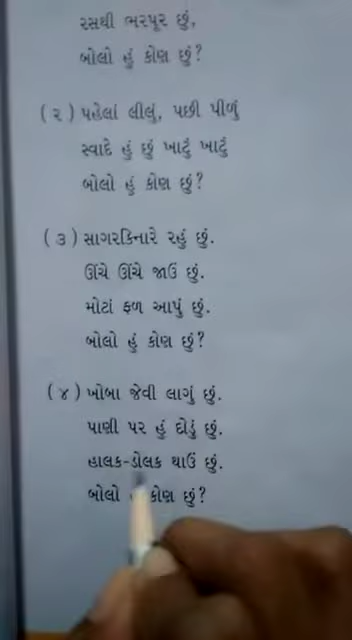 રસથી ભરપૂર છું,
બોલો હું કોણ છું?
(૨) પહેલાં લીલું, પછી પીળું
સ્વાદે હું છું ખાટું ખાટું
બોલો હું કોણ છું?
(૩) સાગરકિનારે રહું છું.
ઊંચે ઊંચે જાઉં છું.
મોટાં ફળ આપું છું.
બોલો હું કોણ છું?
(૪) ખોબા જેવી લાગું છું.
પાણી પર હું દોડું છું.
હાલક-ડોલક થાઉં છું.
બોલો કોણ છું?